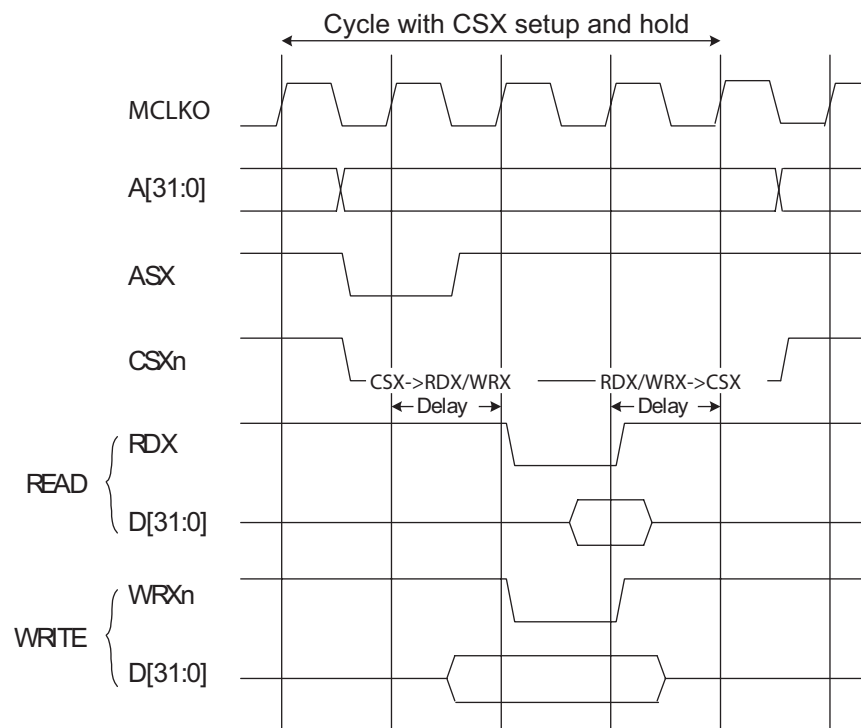 Cycle with CSX setup and hold
MCLKO
A[31:0]
ASX
CSXn
CSX->RDX/WRX
RDX/WRX->CSX
Delay
Delay
RDX
READ
D[31:0]
WRXn
WRITE
D[31:0]